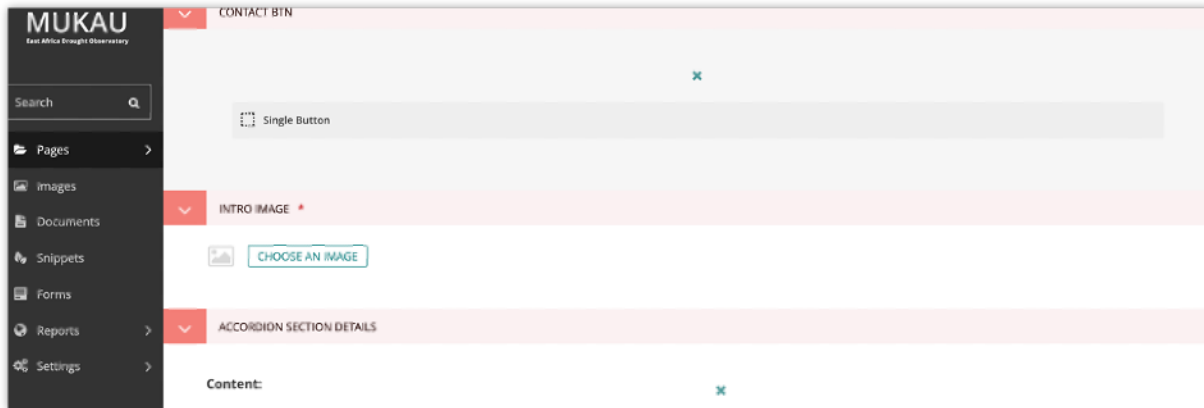 MUKAU
East Africa Drought Observatory
Search
Pages
Images
Documents
Snippets
Forms
Reports
Settings
CONTACT BTN
Single Button
INTRO IMAGE *
CHOOSE AN IMAGE
ACCORDION SECTION DETAILS
Content: